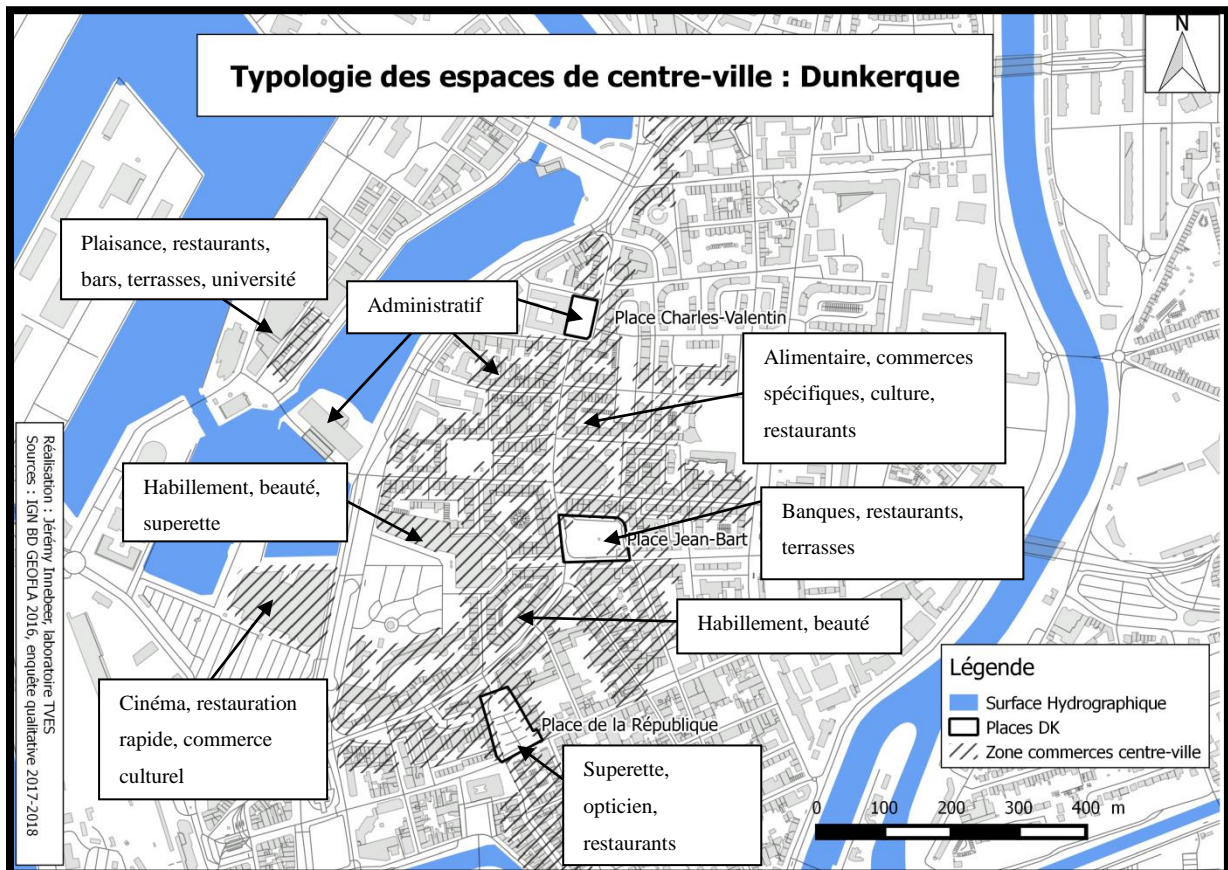 Typologie des espaces de centre-ville : Dunkerque
N
Plaisance, restaurants,
bars, terrasses, université
Administratif
Place Charles-Valentin
Alimentaire, commerces
spécifiques, culture,
restaurants
Habillement, beauté,
superette
Banques, restaurants,
terrasses
Place Jean-Bart
Habillement, beauté
Cinéma, restauration
rapide, commerce
culturel
Place de la République
Superette,
opticien,
restaurants
Légende
Surface Hydrographique
Places DK
Zone commerces centre-ville
0 100 200 300 400 m
Réalisation : Jérémy Innebeer, laboratoire TVES
Sources : IGN BD GEOFLA 2016, enquête qualitative 2017-2018